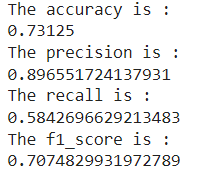 The accuracy is :
0.73125
The precision is :
0.896551724137931
The recall is :
0.5842696629213483
The f1_score is :
0.7074829931972789